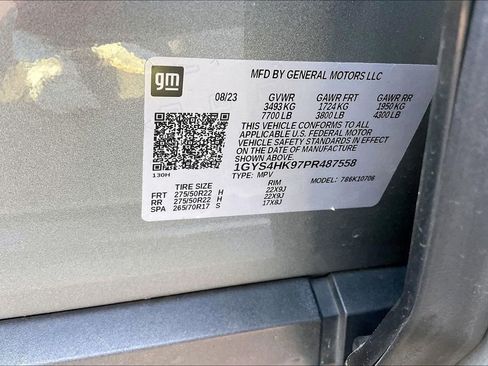 gm
MFD BY GENERAL MOTORS LLC
08/23 GVWR GAWR FRT GAWR RR
3493 KG 1724 KG 1950 KG
7700 LB 3800 LB 4300 LB
THIS VEHICLE CONFORMS TO ALL
APPLICABLE U.S. FEDERAL MOTOR
VEHICLE SAFETY STANDARDS IN EFFECT
ON THE DATE OF MANUFACTURE
SHOWN ABOVE.
1GYS4HK97PR487558
130H TYPE: MPV MODEL: 786K10706
TIRE SIZE RIM
FRT 275/50R22 H 22X9J
RR 275/50R22 H 22X9J
SPA 265/70R17 S 17X8J